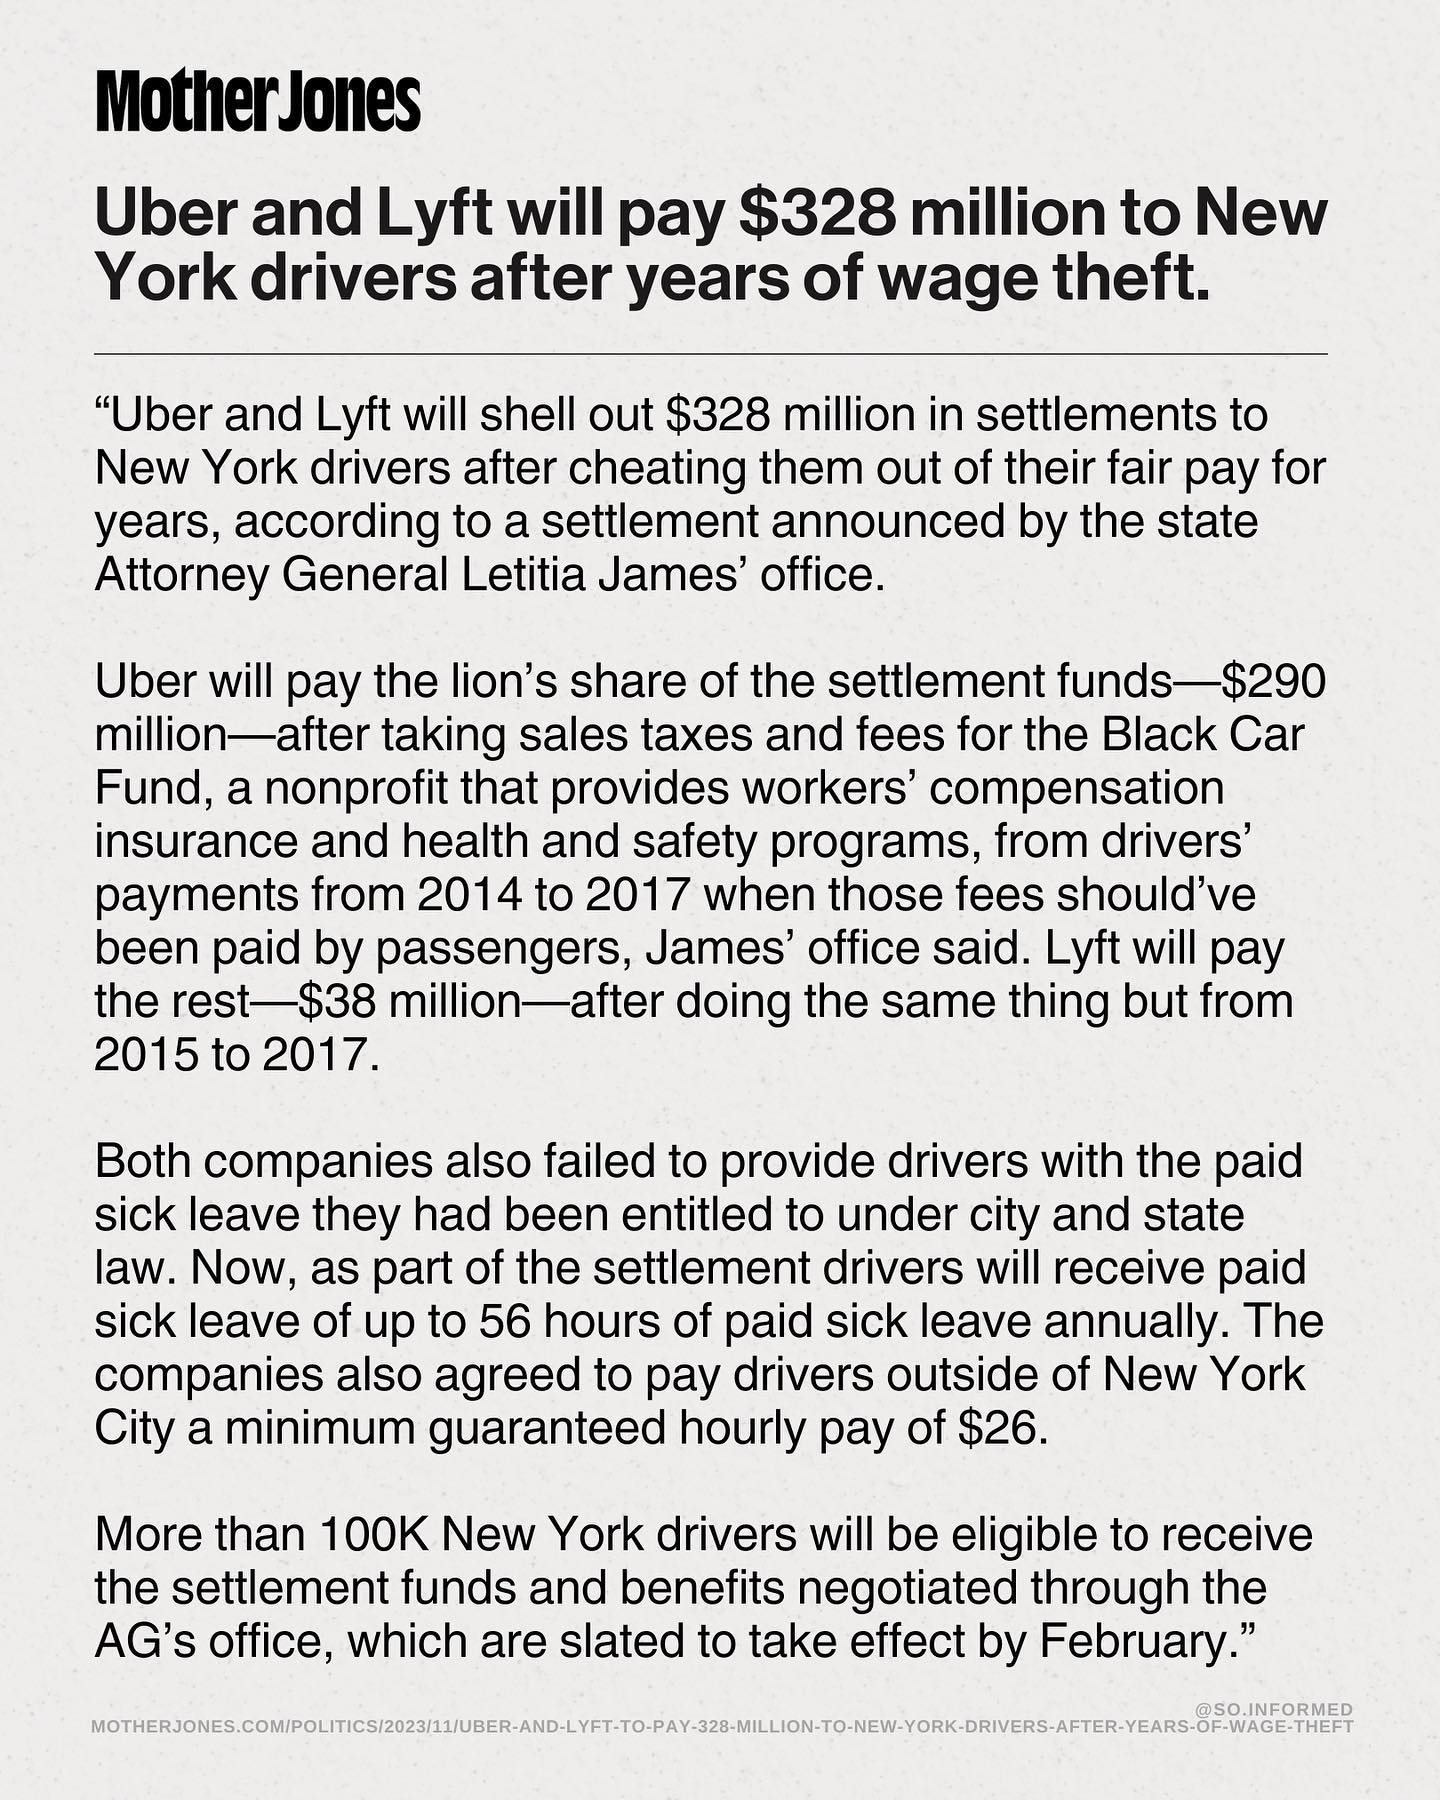 Mother Jones
Uber and Lyft will pay $328 million to New
York drivers after years of wage theft.
“Uber and Lyft will shell out $328 million in settlements to
New York drivers after cheating them out of their fair pay for
years, according to a settlement announced by the state
Attorney General Letitia James’ office.
Uber will pay the lion’s share of the settlement funds—$290
million—after taking sales taxes and fees for the Black Car
Fund, a nonprofit that provides workers’ compensation
insurance and health and safety programs, from drivers’
payments from 2014 to 2017 when those fees should’ve
been paid by passengers, James’ office said. Lyft will pay
the rest—$38 million—after doing the same thing but from
2015 to 2017.
Both companies also failed to provide drivers with the paid
sick leave they had been entitled to under city and state
law. Now, as part of the settlement drivers will receive paid
sick leave of up to 56 hours of paid sick leave annually. The
companies also agreed to pay drivers outside of New York
City a minimum guaranteed hourly pay of $26.
More than 100K New York drivers will be eligible to receive
the settlement funds and benefits negotiated through the
AG’s office, which are slated to take effect by February.”
@SO.INFORMED
MOTHERJONES.COM/POLITICS/2023/11/UBER-AND-LYFT-TO-PAY-328-MILLION-TO-NEW-YORK-DRIVERS-AFTER-YEARS-OF-WAGE-THEFT